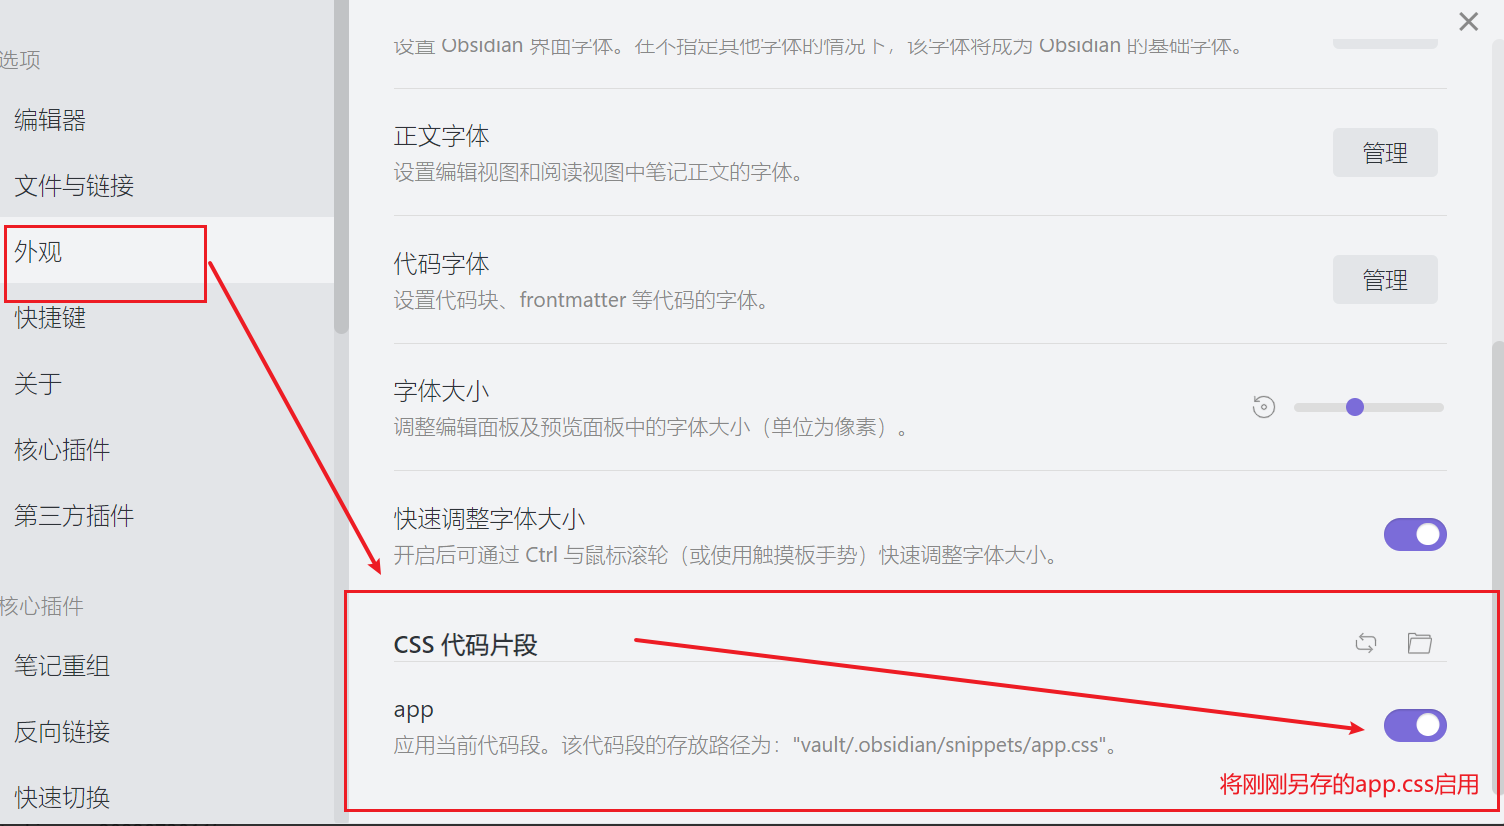 选项
编辑器
文件与链接
外观
快捷键
关于
核心插件
第三方插件
核心插件
笔记重组
反向链接
快速切换
设置 Obsidian 界面字体。在不指定其他字体的情况下，该字体将成为 Obsidian 的基础字体。
正文字体
设置编辑视图和阅读视图中笔记正文的字体。
管理
代码字体
设置代码块、frontmatter 等代码的字体。
管理
字体大小
调整编辑面板及预览面板中的字体大小（单位为像素）。
快速调整字体大小
开启后可通过 Ctrl 与鼠标滚轮（或使用触摸板手势）快速调整字体大小。
CSS 代码片段
app
应用当前代码段。该代码段的存放路径为："vault/.obsidian/snippets/app.css"。
将刚刚另存的app.css启用